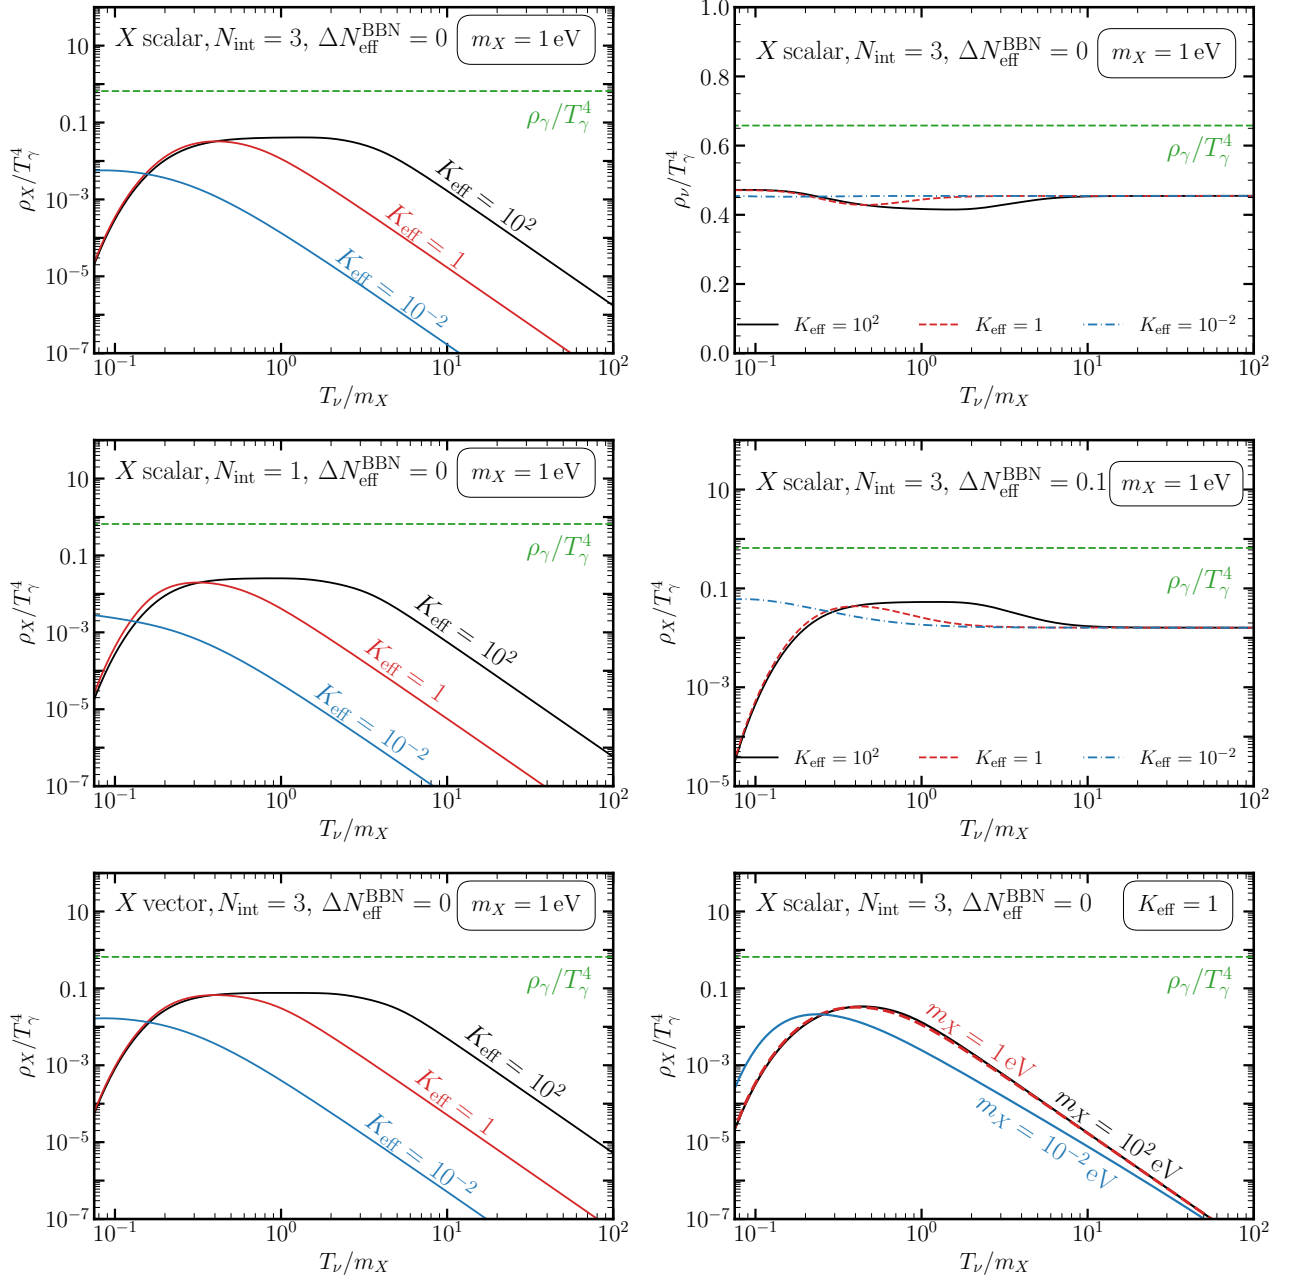 X scalar, N_int = 3, ΔN_eff^BBN = 0
m_X = 1 eV
ρ_γ/T_γ^4
K_eff = 10^2
K_eff = 1
K_eff = 10^−2
10
0.1
10^−3
10^−5
10^−7
ρ_X/T_γ^4
10^−1
10^0
10^1
10^2
T_ν/m_X
X scalar, N_int = 3, ΔN_eff^BBN = 0
m_X = 1 eV
ρ_γ/T_γ^4
1.0
0.8
0.6
0.4
0.2
0.0
ρ_ν/T_γ^4
K_eff = 10^2
K_eff = 1
K_eff = 10^−2
10^−1
10^0
10^1
10^2
T_ν/m_X
X scalar, N_int = 1, ΔN_eff^BBN = 0
m_X = 1 eV
ρ_γ/T_γ^4
K_eff = 10^2
K_eff = 1
K_eff = 10^−2
10
0.1
10^−3
10^−5
10^−7
ρ_X/T_γ^4
10^−1
10^0
10^1
10^2
T_ν/m_X
X scalar, N_int = 3, ΔN_eff^BBN = 0.1
m_X = 1 eV
ρ_γ/T_γ^4
10
0.1
10^−3
10^−5
ρ_X/T_γ^4
K_eff = 10^2
K_eff = 1
K_eff = 10^−2
10^−1
10^0
10^1
10^2
T_ν/m_X
X vector, N_int = 3, ΔN_eff^BBN = 0
m_X = 1 eV
ρ_γ/T_γ^4
K_eff = 10^2
K_eff = 1
K_eff = 10^−2
10
0.1
10^−3
10^−5
10^−7
ρ_X/T_γ^4
10^−1
10^0
10^1
10^2
T_ν/m_X
X scalar, N_int = 3, ΔN_eff^BBN = 0
K_eff = 1
ρ_γ/T_γ^4
m_X = 1 eV
m_X = 10^2 eV
m_X = 10^−2 eV
10
0.1
10^−3
10^−5
10^−7
ρ_X/T_γ^4
10^−1
10^0
10^1
10^2
T_ν/m_X